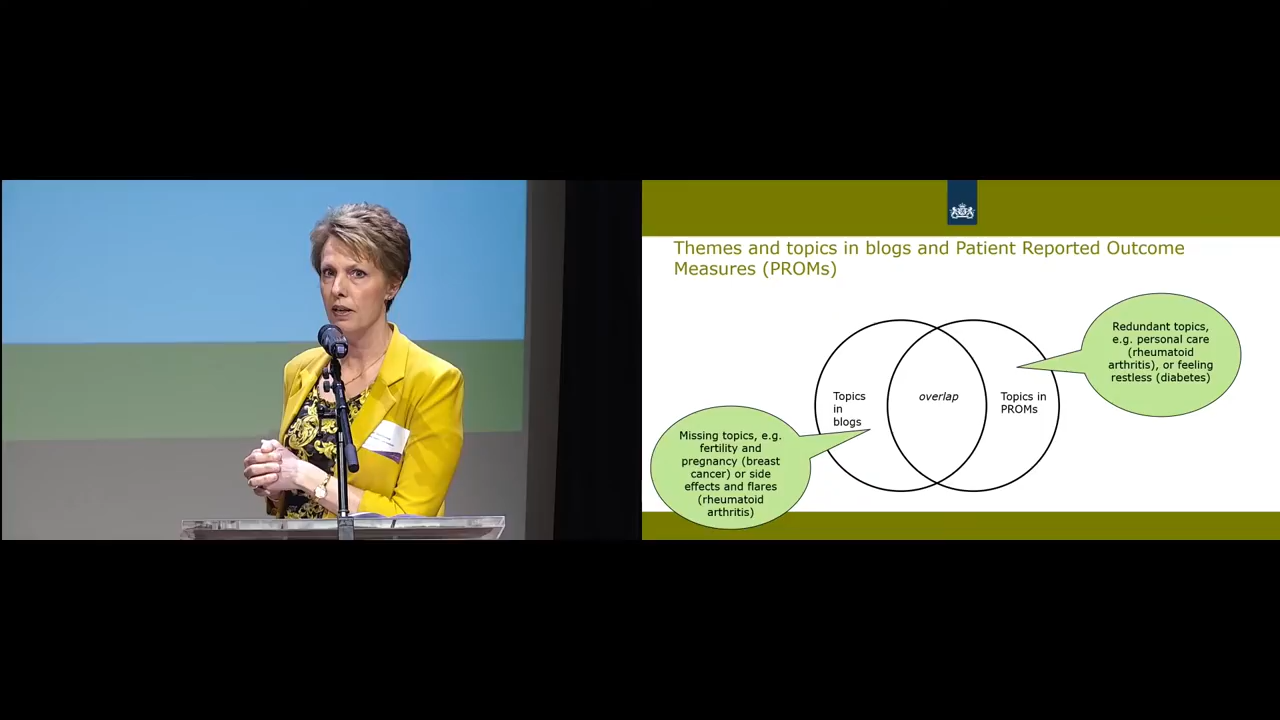 Themes and topics in blogs and Patient Reported Outcome
Measures (PROMs)
Redundant topics,
e.g. personal care
(rheumatoid
arthritis), or feeling
restless (diabetes)
Topics
in
blogs
overlap
Topics in
PROMs
Missing topics, e.g.
fertility and
pregnancy (breast
cancer) or side
effects and flares
(rheumatoid
arthritis)